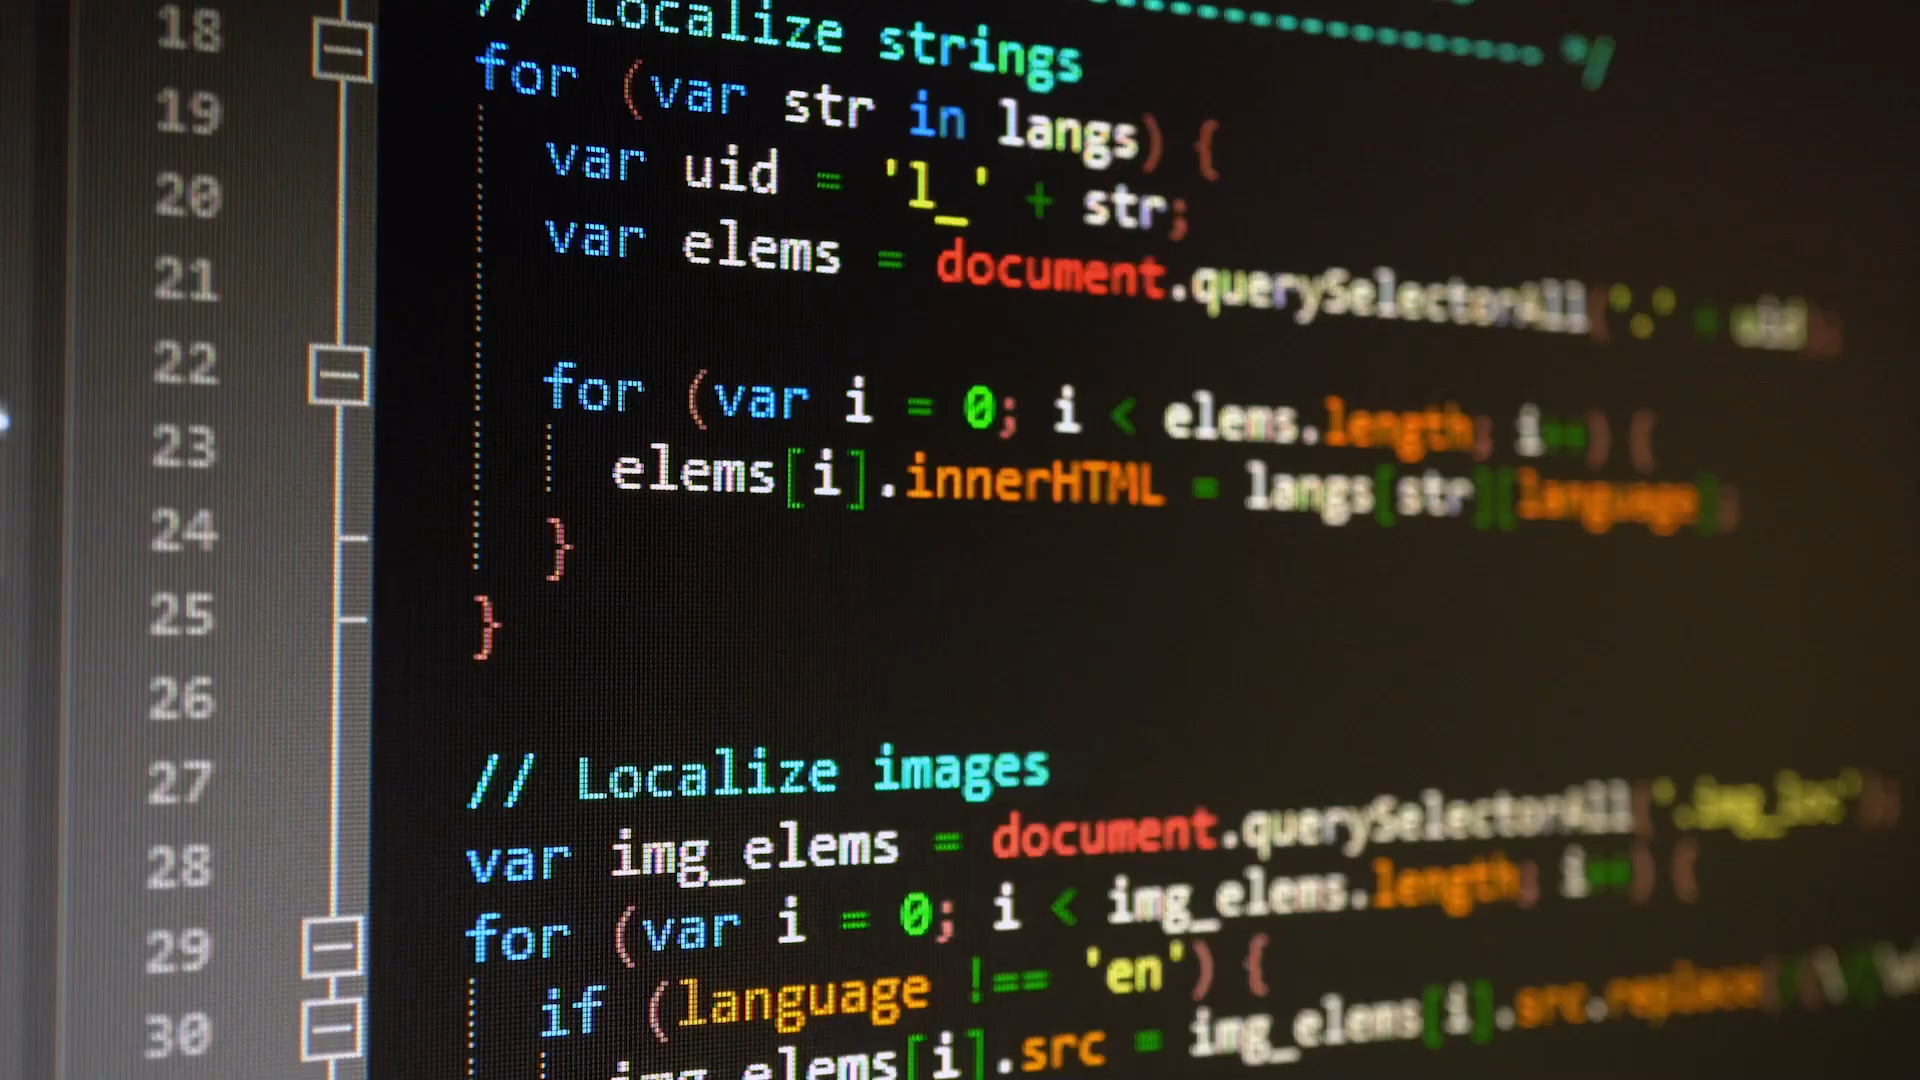 18 // Localize strings */
19 for (var str in langs) {
20 var uid = 'l_' + str;
21 var elems = document.querySelectorAll('.' + uid);
22 for (var i = 0; i < elems.length; i++) {
23 elems[i].innerHTML = langs[str][language];
24 }
25 }
26
27 // Localize images
28 var img_elems = document.querySelectorAll('.img_loc');
29 for (var i = 0; i < img_elems.length; i++) {
30 if (language !== 'en') {
img_elems[i].src = img_elems[i].src.replace(